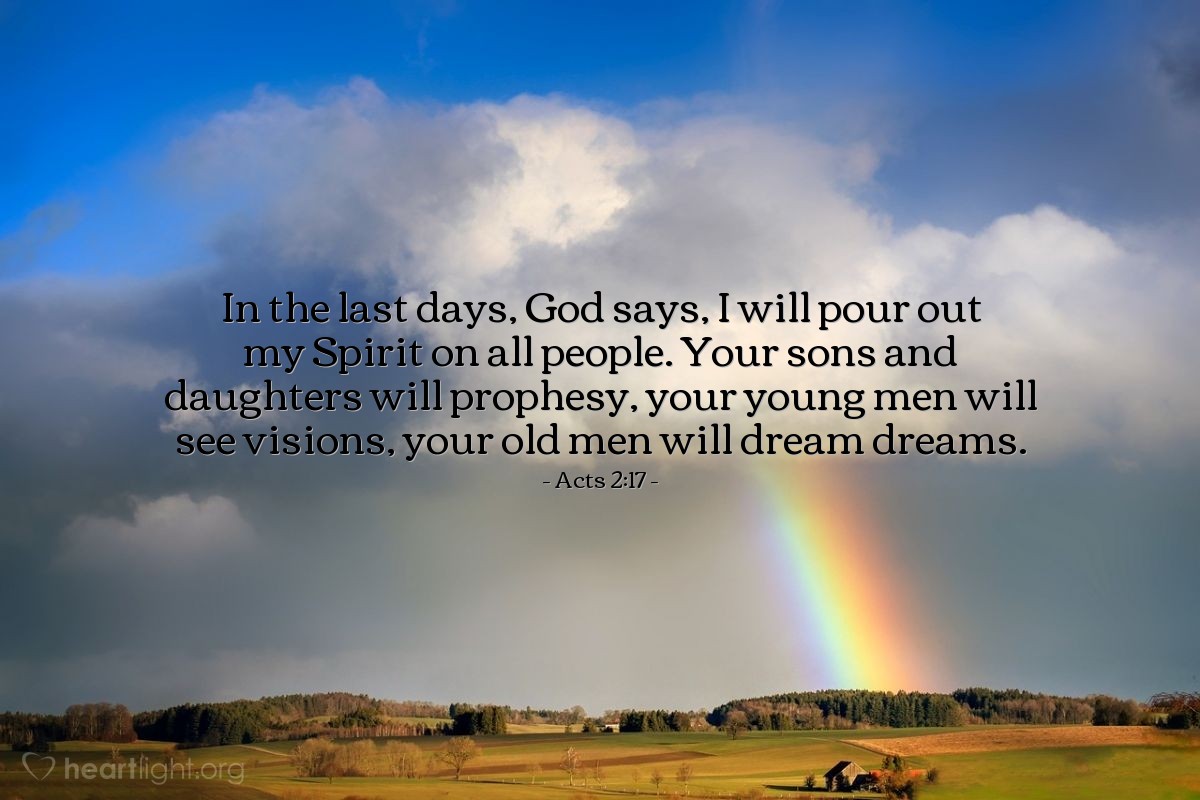 In the last days, God says, I will pour out
my Spirit on all people. Your sons and
daughters will prophesy, your young men will
see visions, your old men will dream dreams.
- Acts 2:17 -
heartlight.org